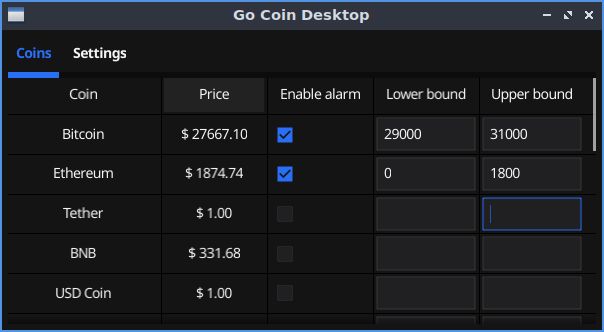 Go Coin Desktop
Coins Settings
Coin Price Enable alarm Lower bound Upper bound
Bitcoin $ 27667.10 29000 31000
Ethereum $ 1874.74 0 1800
Tether $ 1.00
BNB $ 331.68
USD Coin $ 1.00